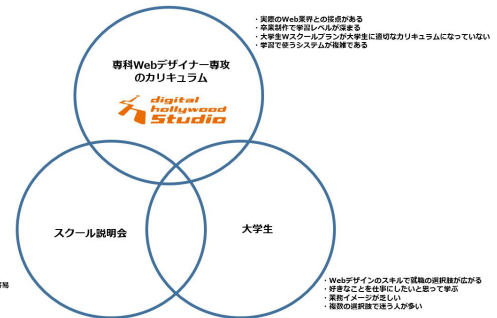 ・実際のWeb業界との接点がある
・卒業制作で学習レベルが深まる
・大学生Wスクールプランが大学生に適切なカリキュラムになっていない
・学習で使うシステムが複雑である
専科Webデザイナー専攻
のカリキュラム
digital
hollywood
Studio
スクール説明会
大学生
・Webデザインのスキルで就職の選択肢が広がる
・好きなことを仕事にしたいと思って学ぶ
・業務イメージが乏しい
・複数の選択肢で迷う人が多い